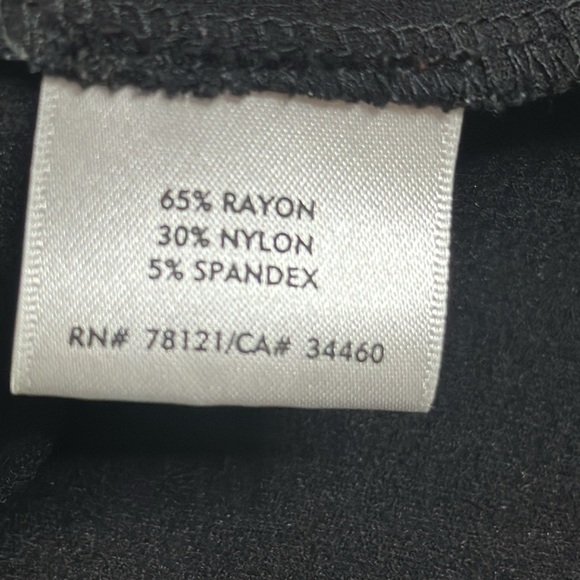 65% RAYON
30% NYLON
5% SPANDEX
RN# 78121/CA# 34460